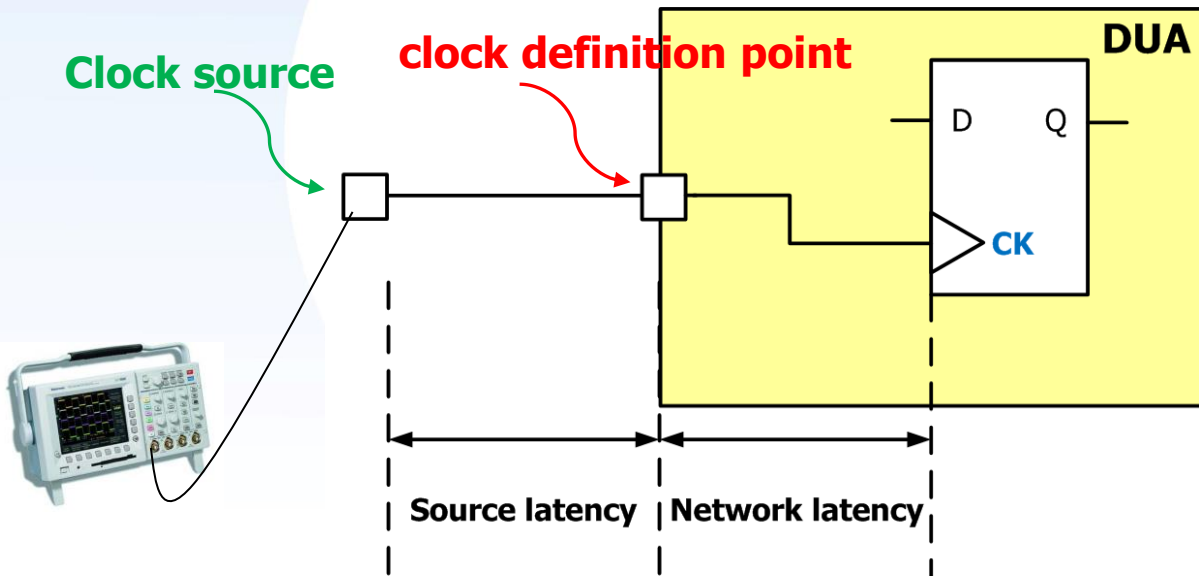 DUA
clock definition point
Clock source
D
Q
CK
Source latency
Network latency